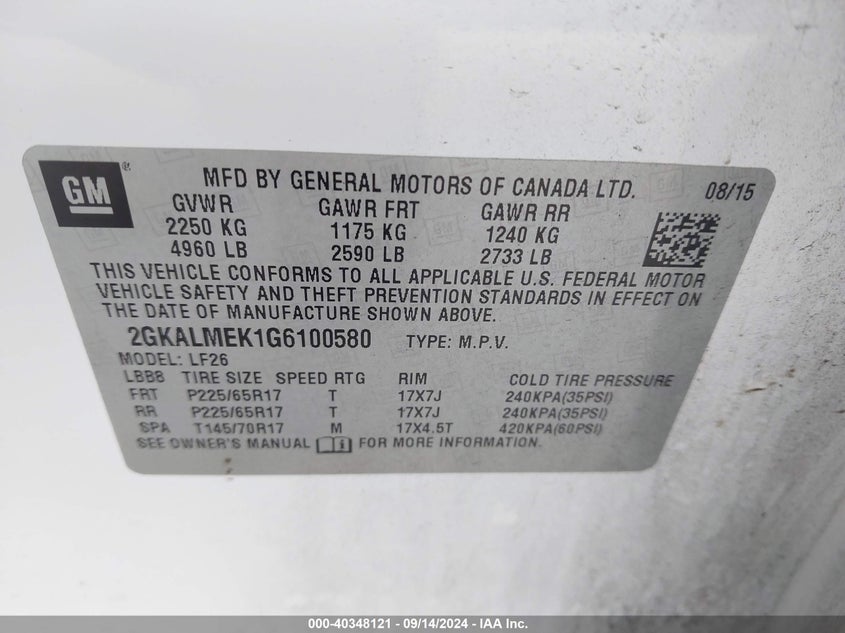 GM ®
MFD BY GENERAL MOTORS OF CANADA LTD. 08/15
GVWR GAWR FRT GAWR RR
2250 KG 1175 KG 1240 KG
4960 LB 2590 LB 2733 LB
THIS VEHICLE CONFORMS TO ALL APPLICABLE U.S. FEDERAL MOTOR
VEHICLE SAFETY AND THEFT PREVENTION STANDARDS IN EFFECT ON
THE DATE OF MANUFACTURE SHOWN ABOVE.
2GKALMEK1G6100580 TYPE: M.P.V.
MODEL: LF26
LBB8 TIRE SIZE SPEED RTG RIM COLD TIRE PRESSURE
FRT P225/65R17 T 17X7J 240KPA(35PSI)
RR P225/65R17 T 17X7J 240KPA(35PSI)
SPA T145/70R17 M 17X4.5T 420KPA(60PSI)
SEE OWNER'S MANUAL FOR MORE INFORMATION.
000-40348121 - 09/14/2024 - IAA Inc.